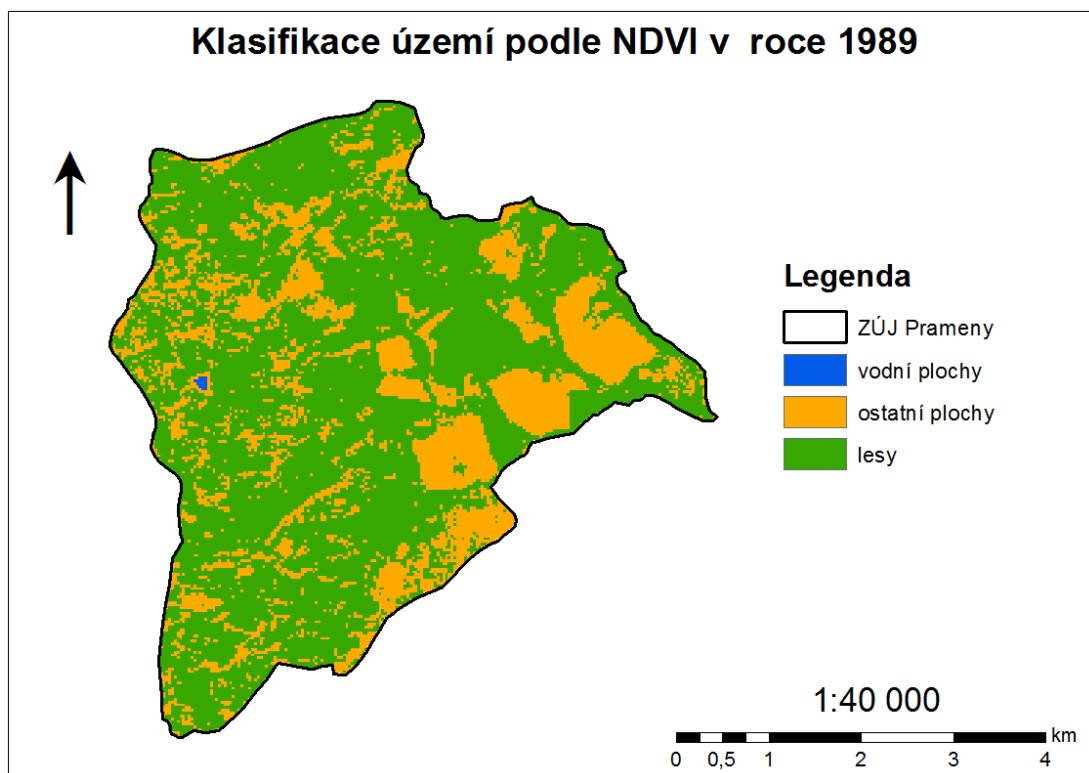 Klasifikace území podle NDVI v  roce 1989
Legenda
ZÚJ Prameny
vodní plochy
ostatní plochy
lesy
1:40 000
km
0 0,5 1 2 3 4